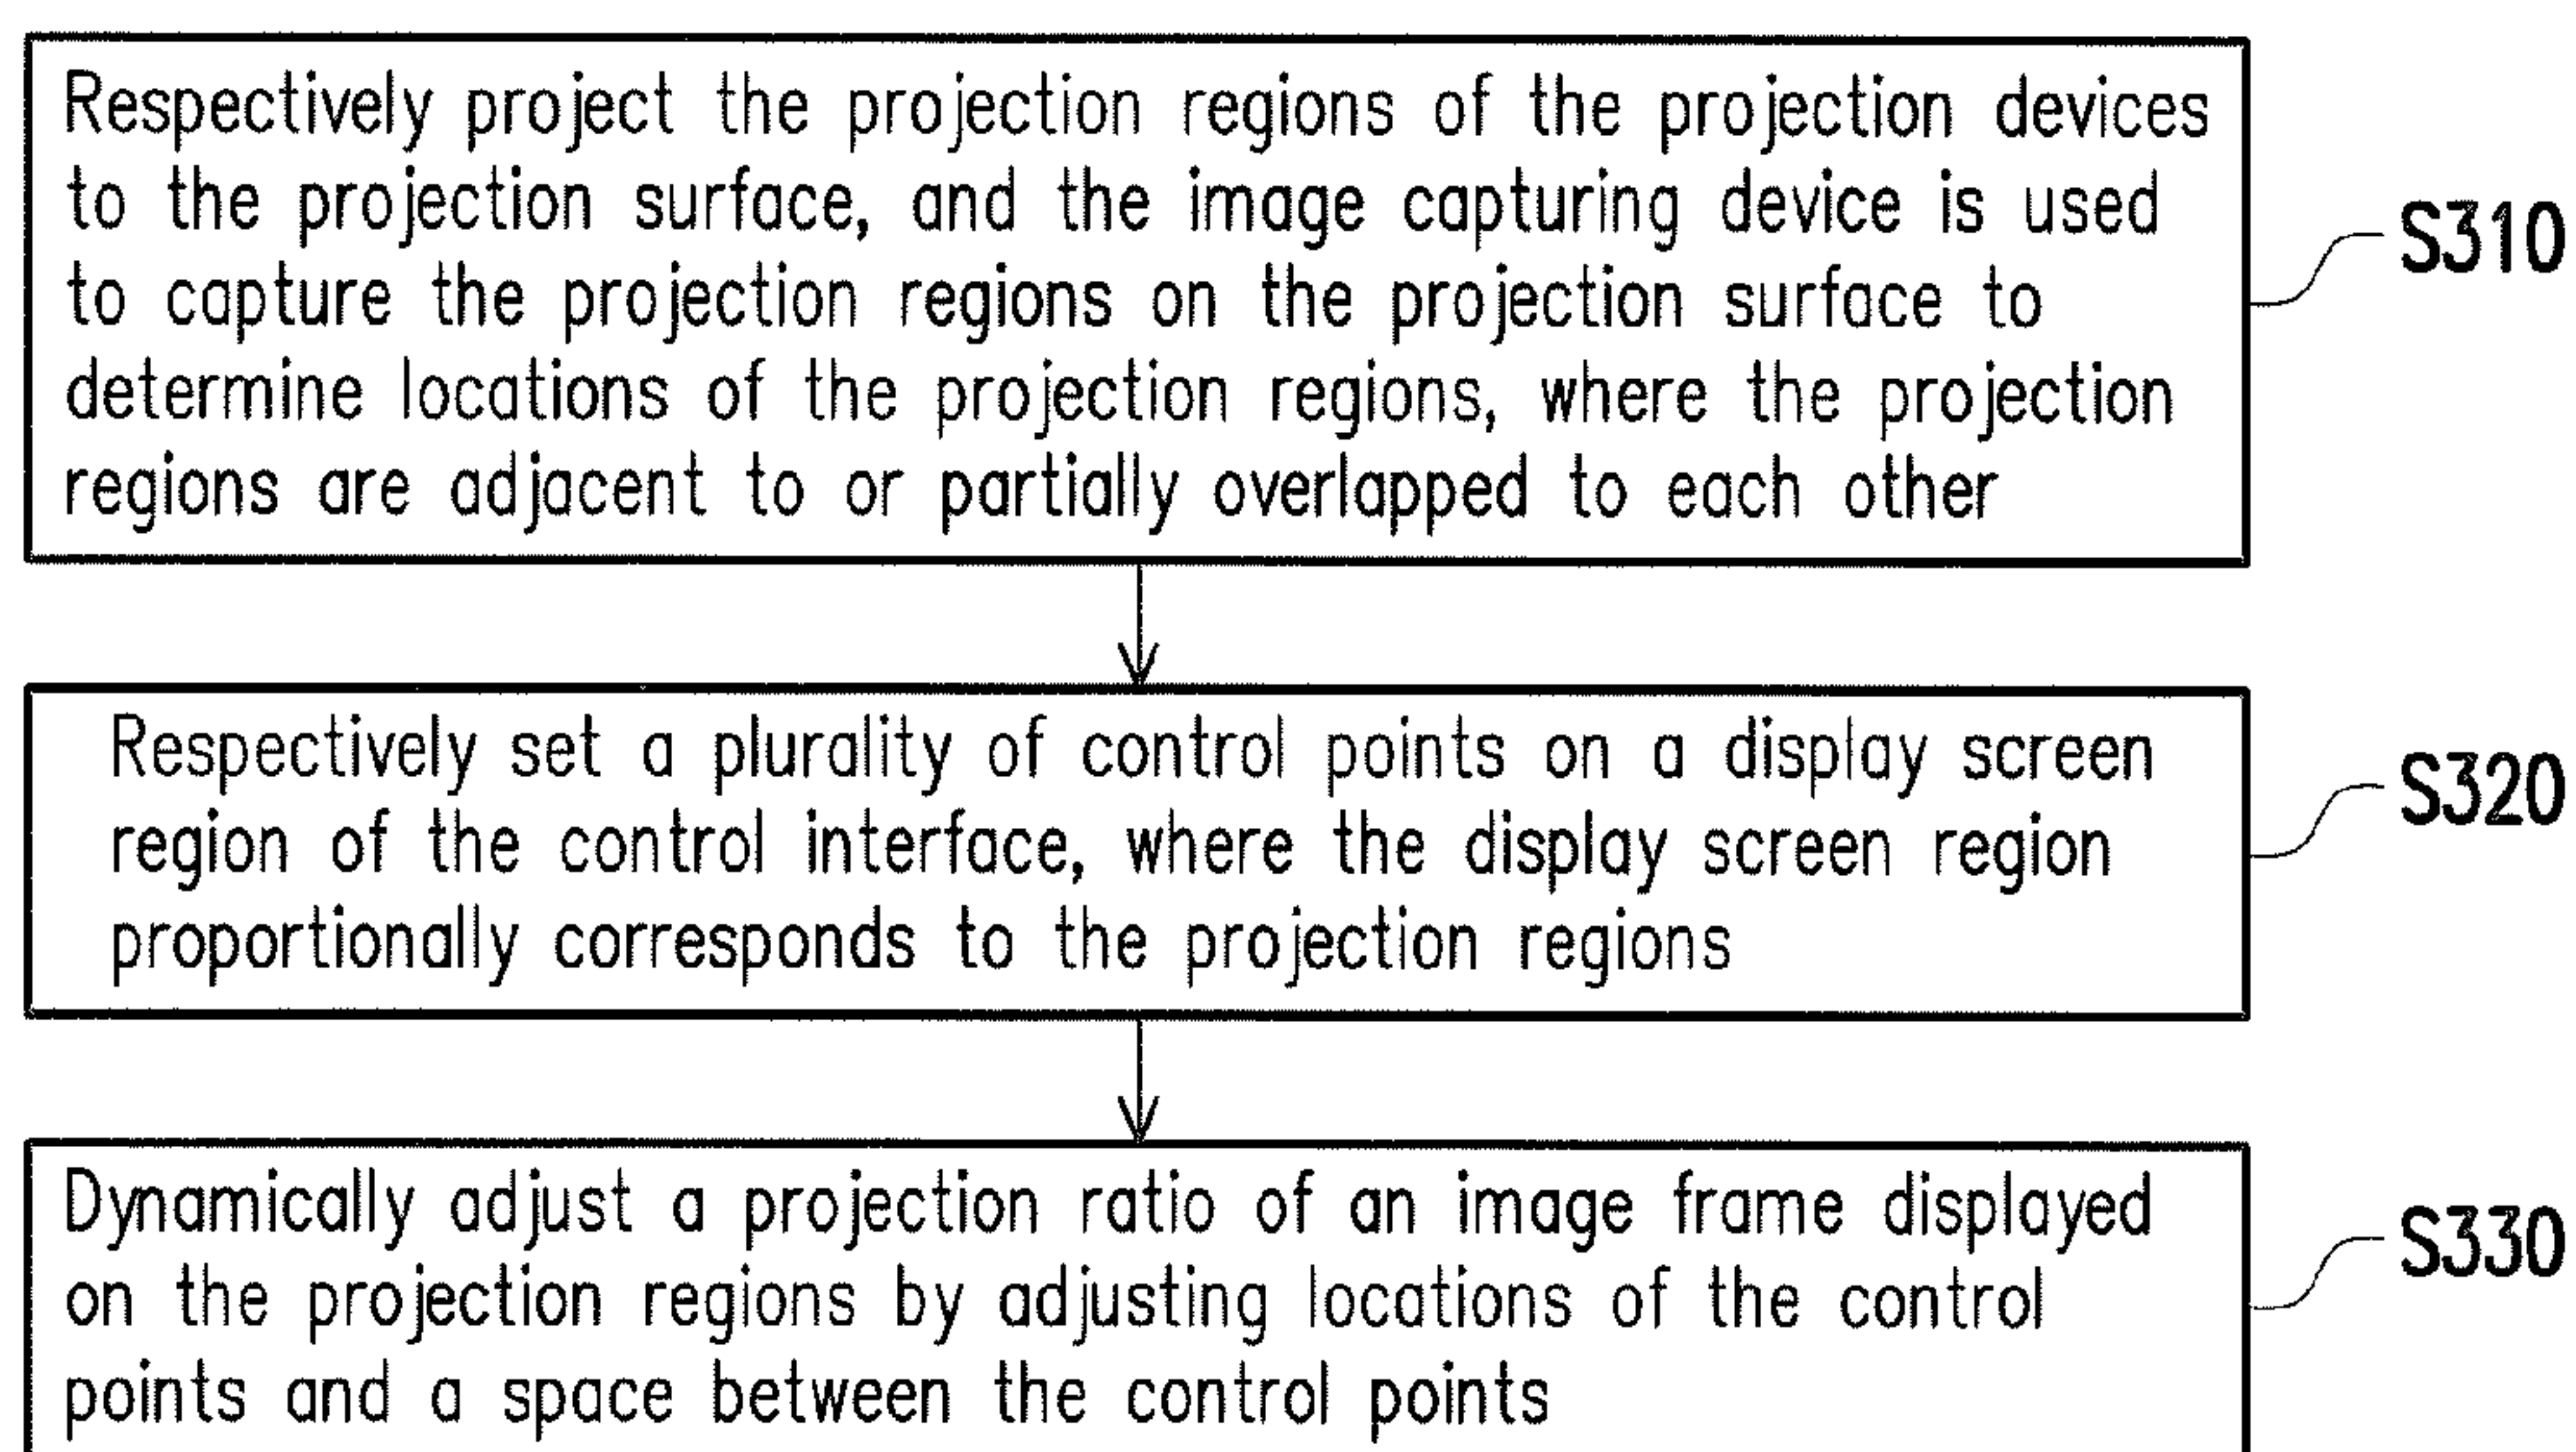 Respectively project the projection regions of the projection devices
to the projection surface, and the image capturing device is used
to capture the projection regions on the projection surface to
determine locations of the projection regions, where the projection
regions are adjacent to or partially overlapped to each other
S310
Respectively set a plurality of control points on a display screen
region of the control interface, where the display screen region
proportionally corresponds to the projection regions
S320
Dynamically adjust a projection ratio of an image frame displayed
on the projection regions by adjusting locations of the control
points and a space between the control points
S330